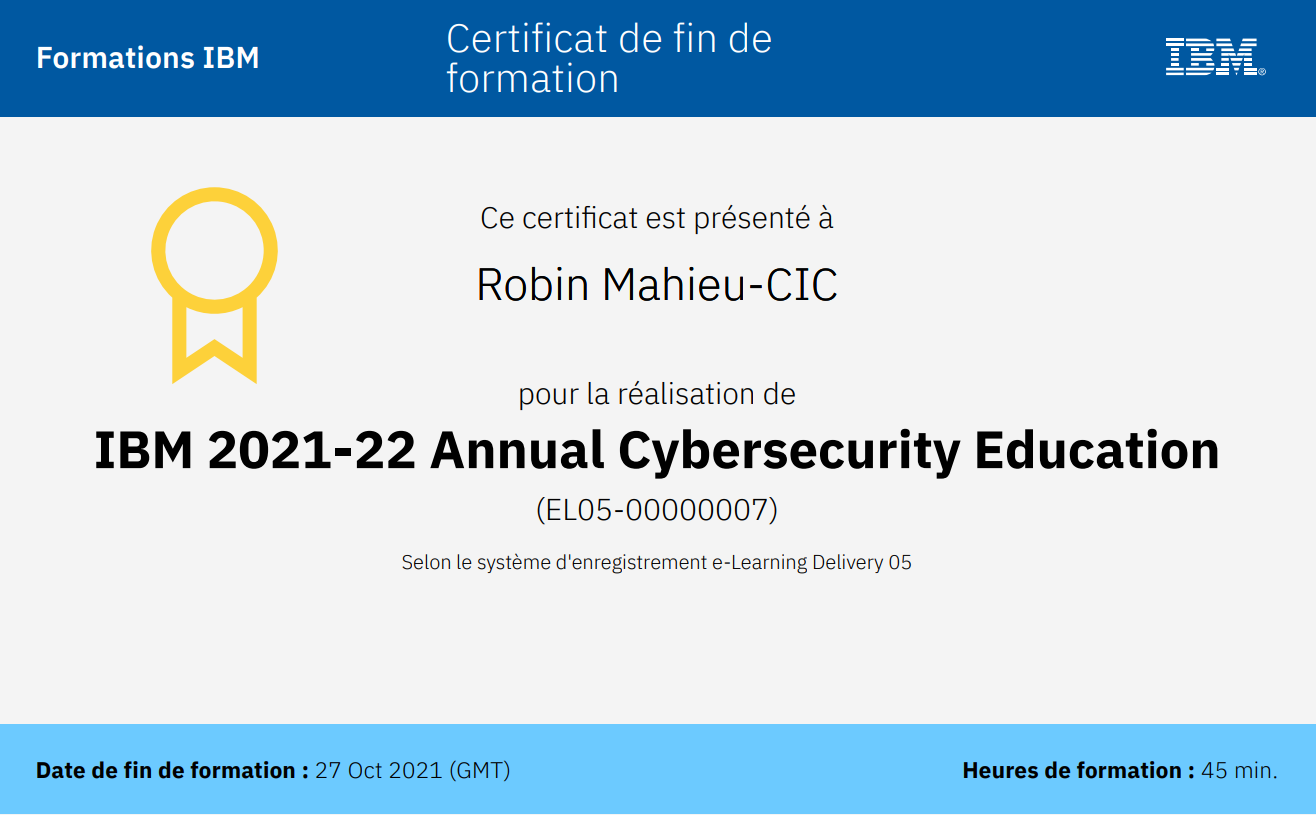 Formations IBM
Certificat de fin de
formation
IBM®
Ce certificat est présenté à
Robin Mahieu-CIC
pour la réalisation de
IBM 2021-22 Annual Cybersecurity Education
(EL05-00000007)
Selon le système d'enregistrement e-Learning Delivery 05
Date de fin de formation : 27 Oct 2021 (GMT)
Heures de formation : 45 min.